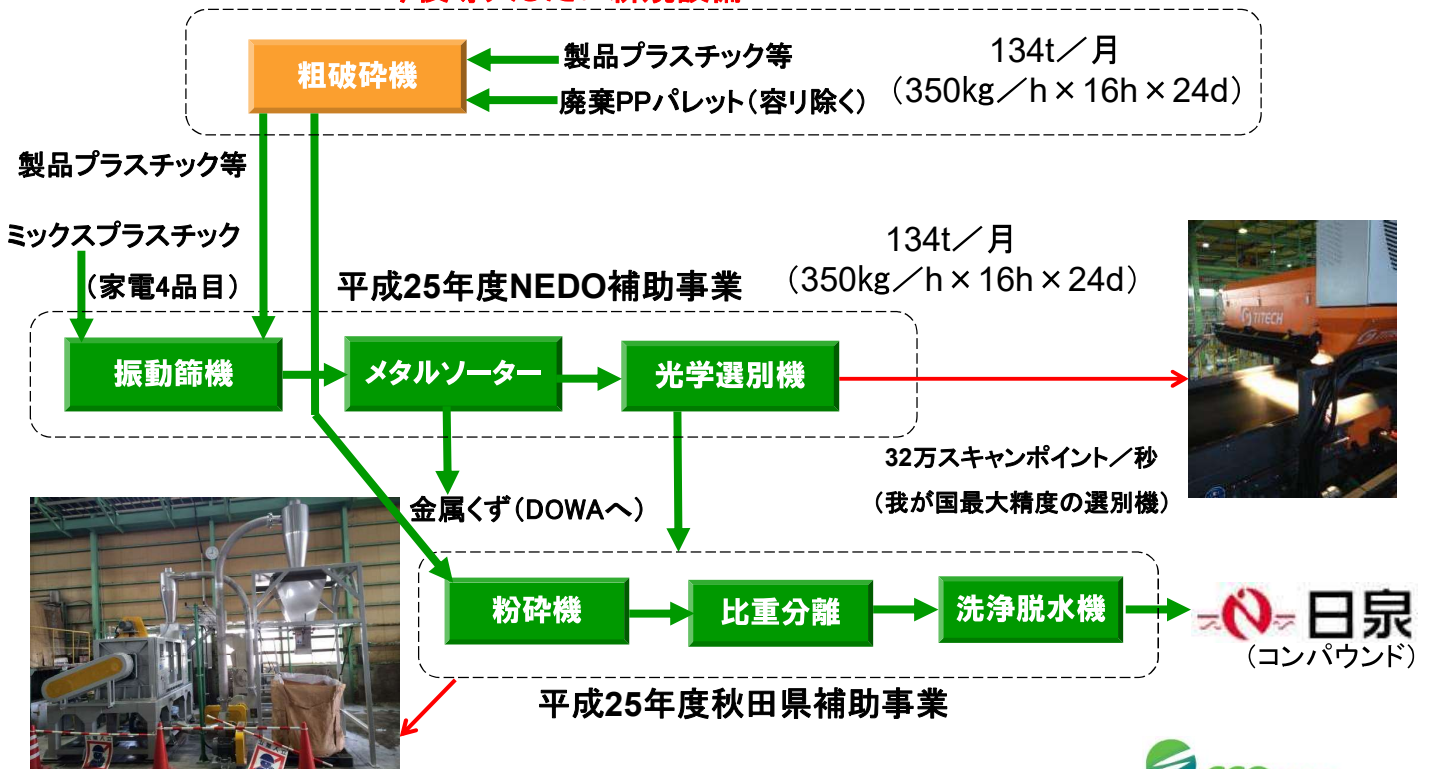 製品プラスチック等
粗破砕機
廃棄PPパレット（容リ除く）
134t／月
（350㎏／h×16h×24d）
製品プラスチック等
ミックスプラスチック
（家電4品目）
平成25年度NEDO補助事業
134t／月
（350kg／h×16h×24d）
TITECH
振動篩機
メタルソーター
光学選別機
32万スキャンポイント／秒
（我が国最大精度の選別機）
金属くず（DOWAへ）
粉砕機
比重分離
洗浄脱水機
日泉
（コンパウンド）
平成25年度秋田県補助事業